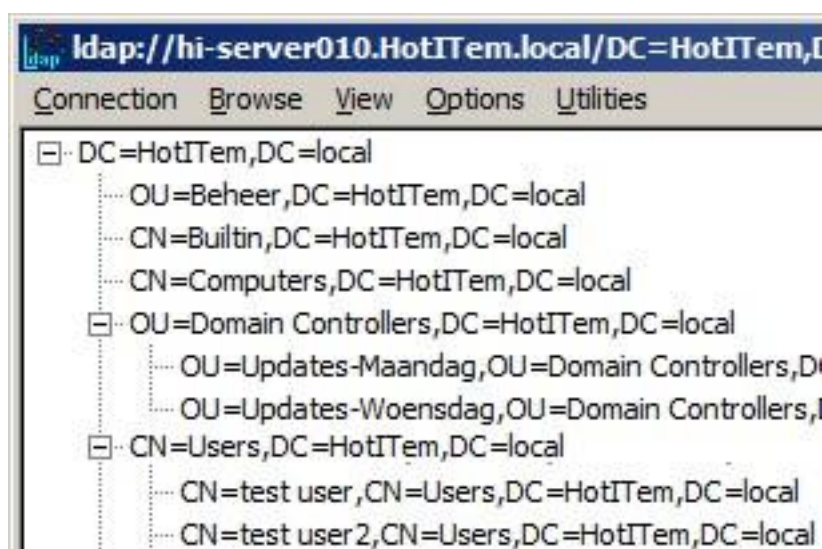 ldap
ldap://hi-server010.HotITem.local/DC=HotITem,D
Connection Browse View Options Utilities
DC=HotITem,DC=local
OU=Beheer,DC=HotITem,DC=local
CN=Builtin,DC=HotITem,DC=local
CN=Computers,DC=HotITem,DC=local
OU=Domain Controllers,DC=HotITem,DC=local
OU=Updates-Maandag,OU=Domain Controllers,D
OU=Updates-Woensdag,OU=Domain Controllers,
CN=Users,DC=HotITem,DC=local
CN=test user,CN=Users,DC=HotITem,DC=local
CN=test user2,CN=Users,DC=HotITem,DC=local